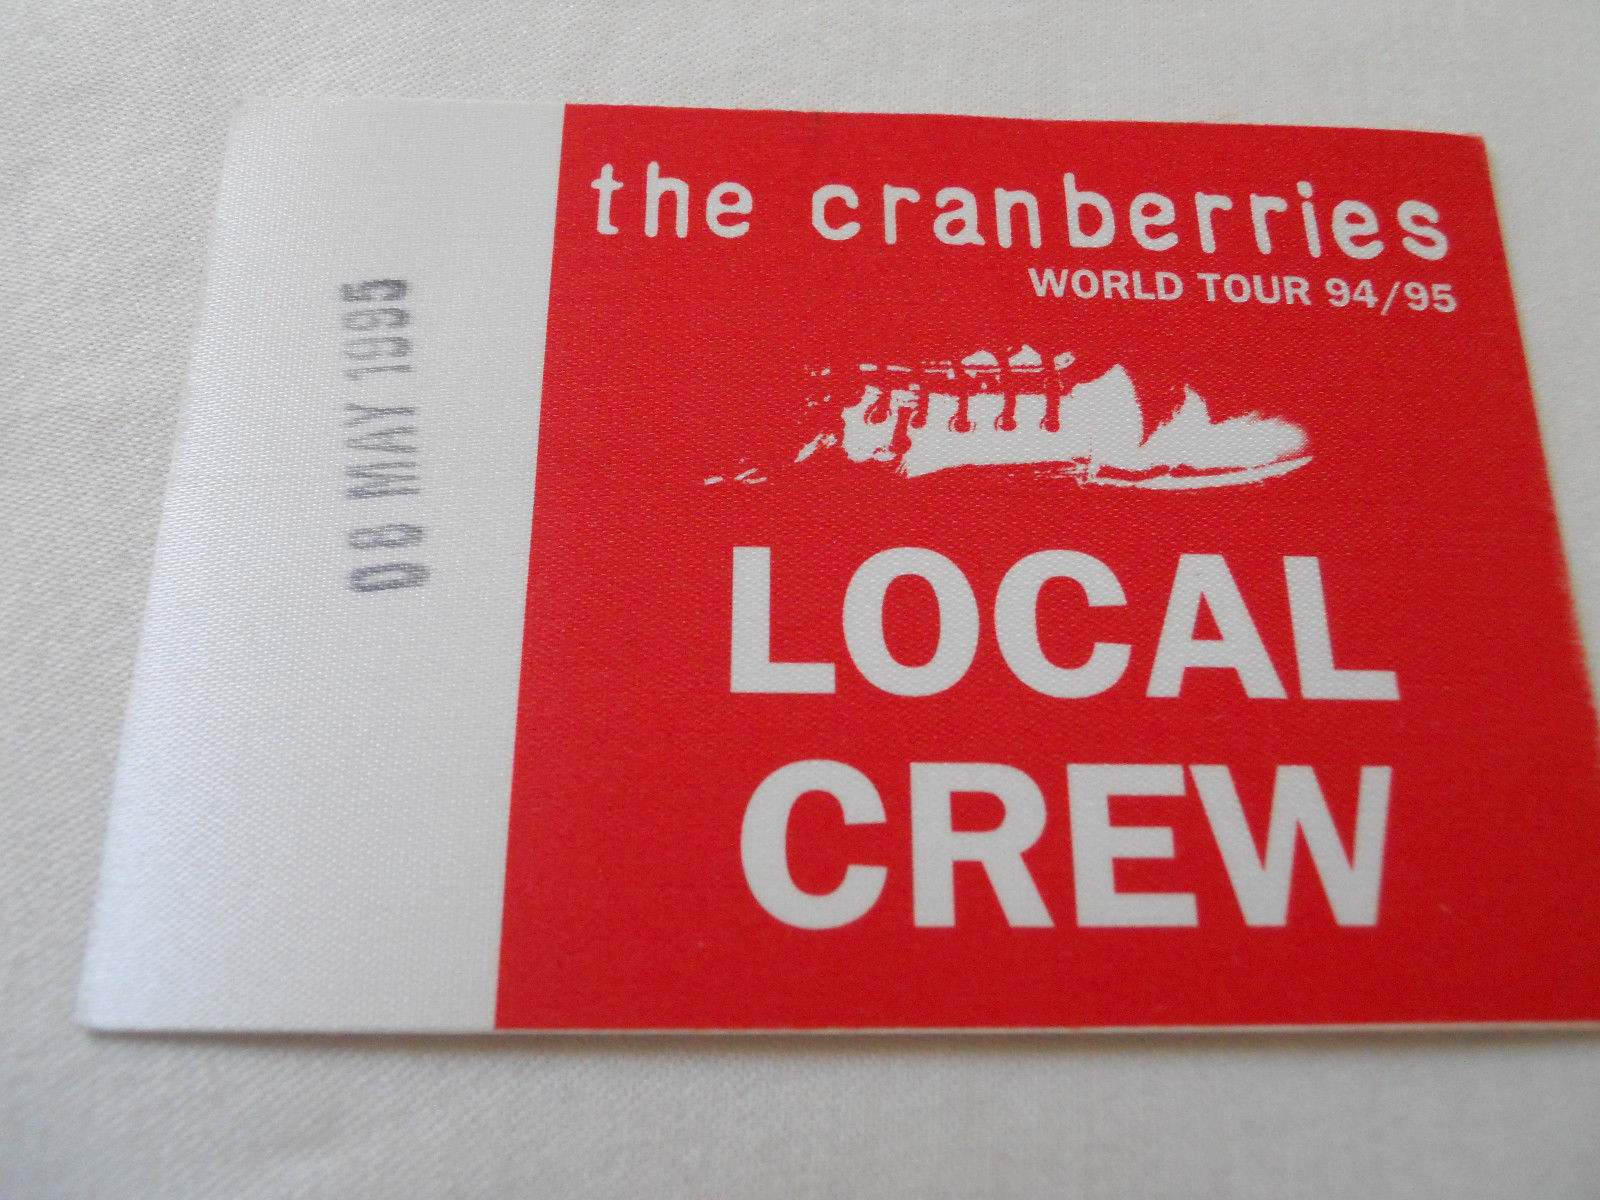 08 MAY 1995
the cranberries
WORLD TOUR 94/95
LOCAL
CREW